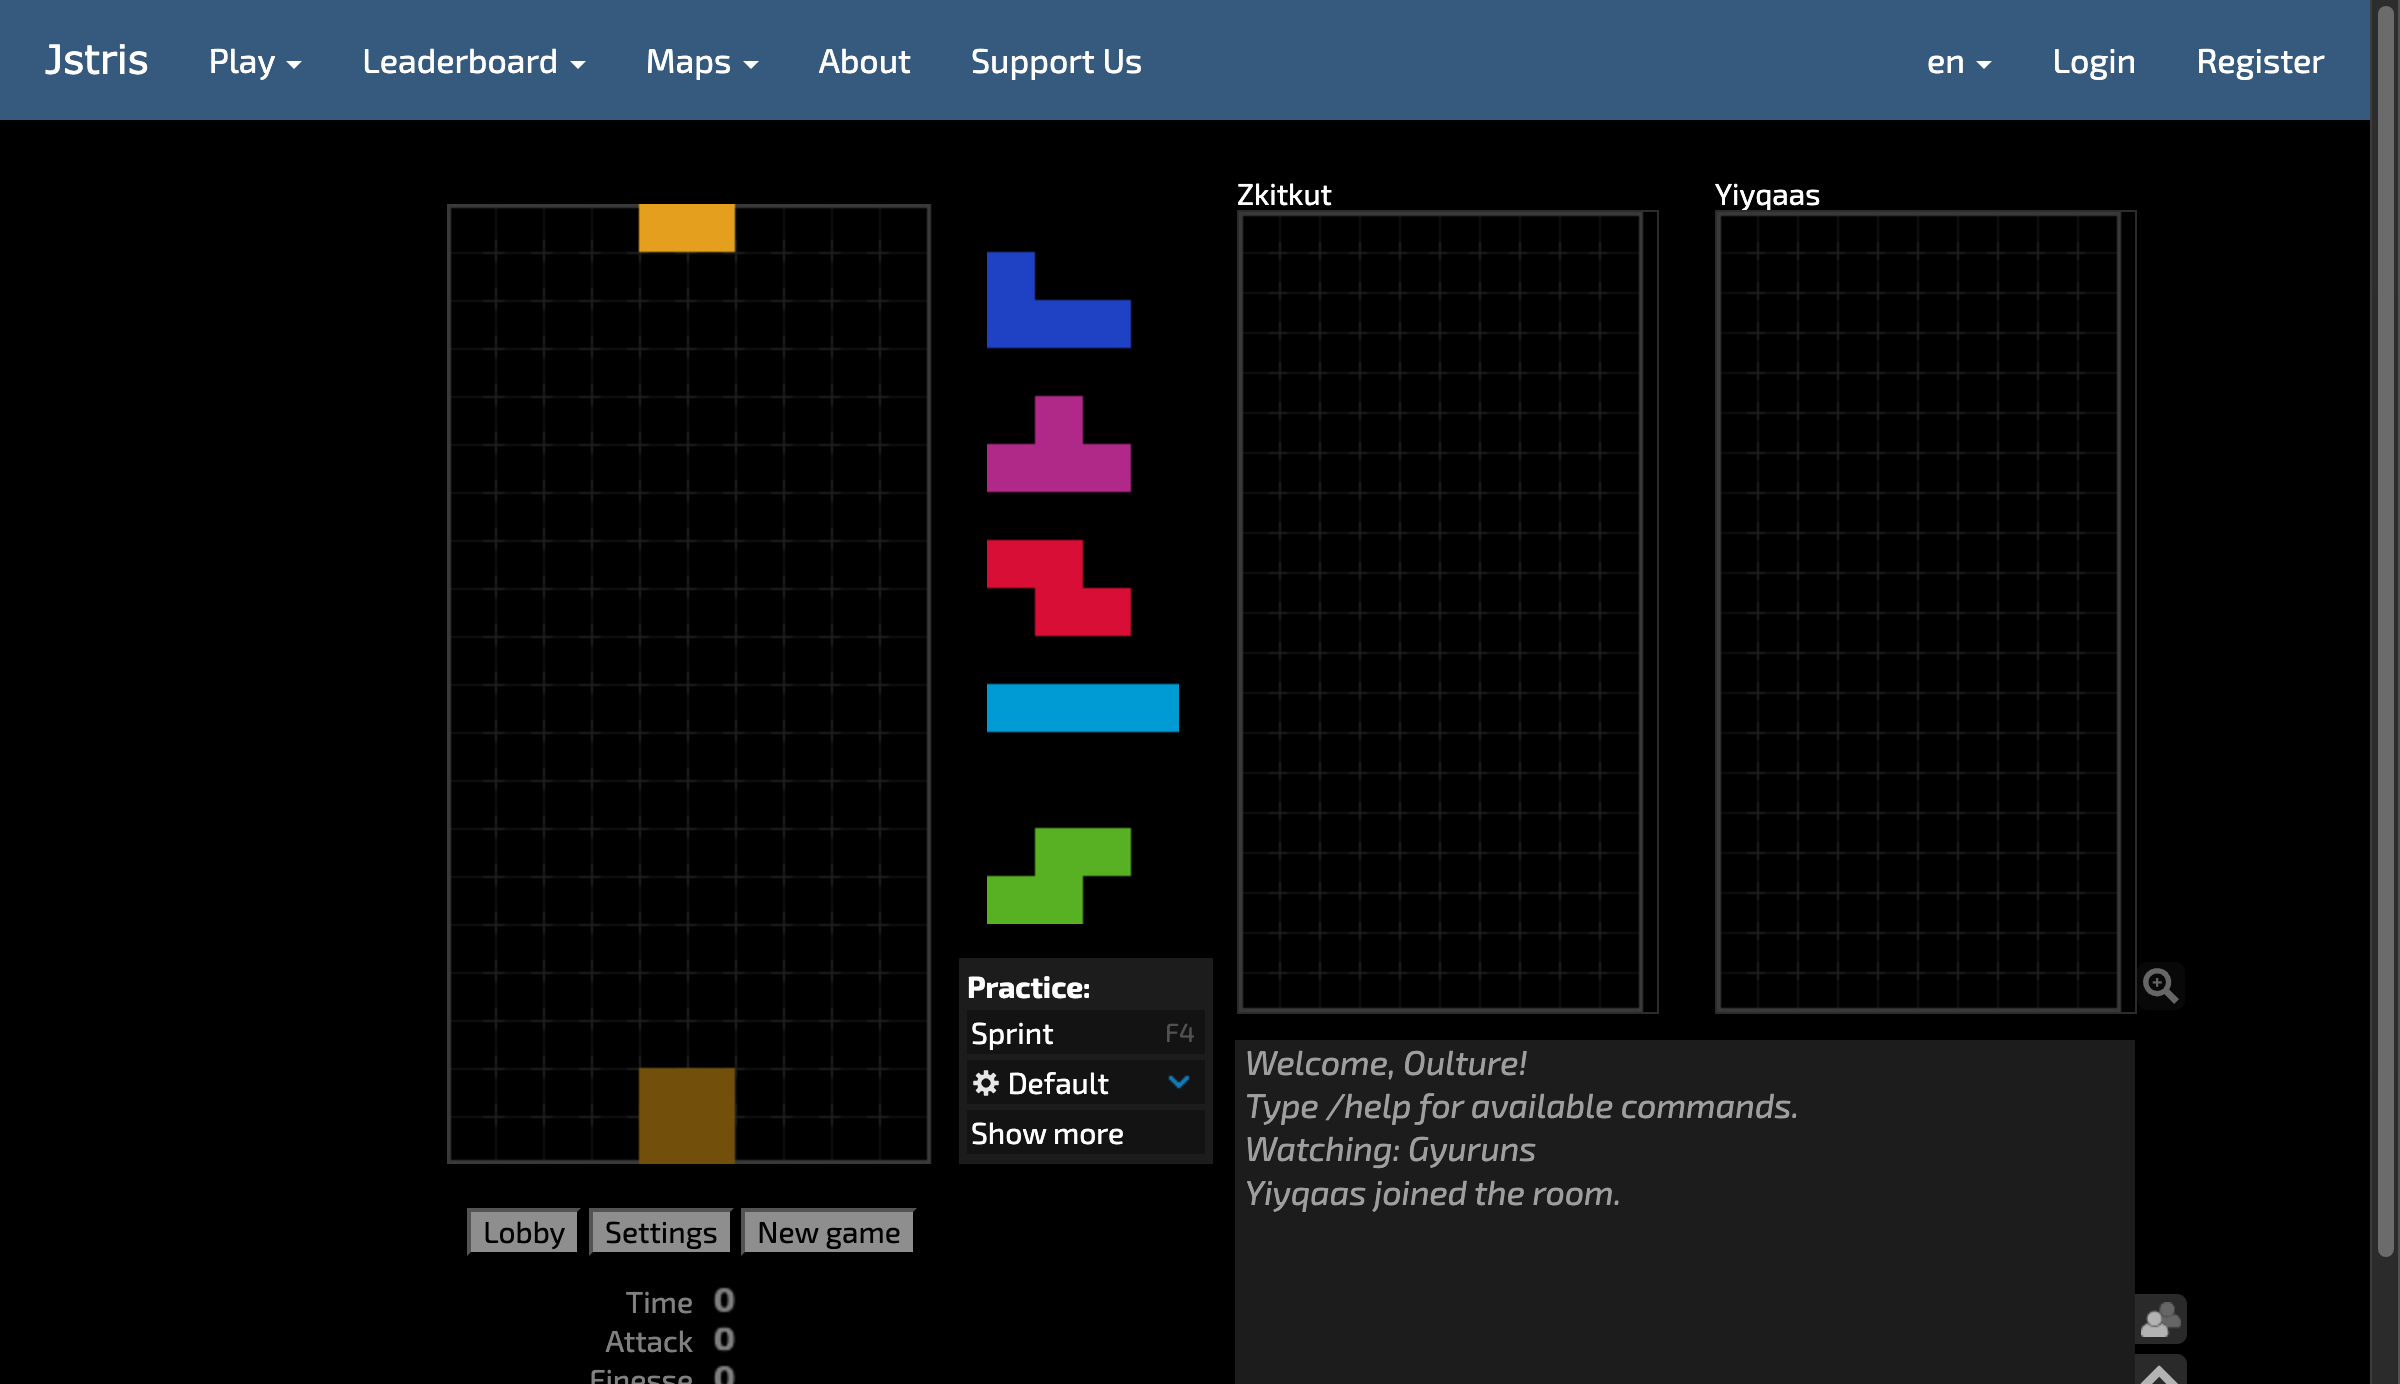 Jstris Play Leaderboard Maps About Support Us en Login Register
Zkitkut Yiyqaas
Practice:
Sprint F4
Default
Show more
Lobby Settings New game
Time 0
Attack 0
Finesse 0
Welcome, Oulture!
Type /help for available commands.
Watching: Gyuruns
Yiyqaas joined the room.